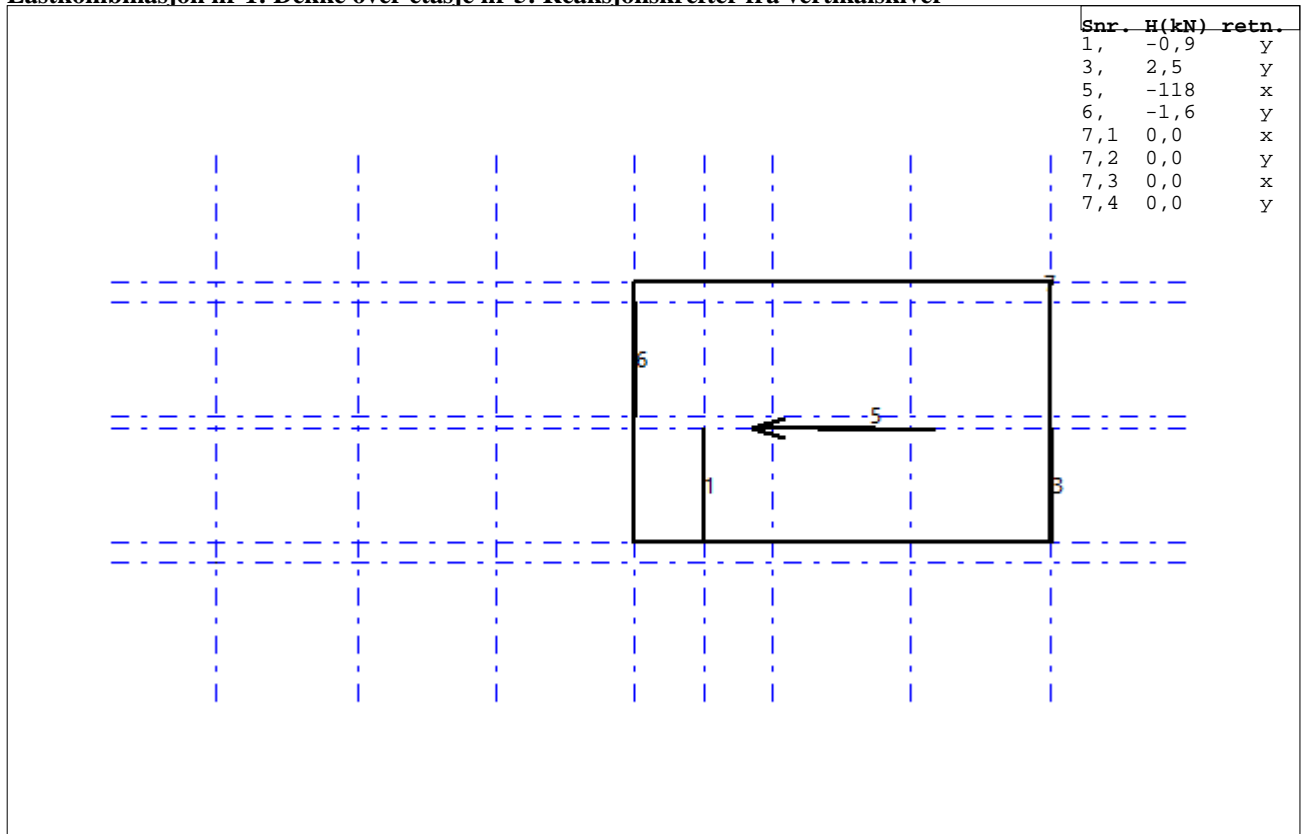 Lastkombinasjon nr 1. Dekke over etasje nr 5. Reaksjonskrefter fra vertikalskiver
Snr. H(kN) retn.
1, -0,9 y
3, 2,5 y
5, -118 x
6, -1,6 y
7,1 0,0 x
7,2 0,0 y
7,3 0,0 x
7,4 0,0 y
7
6
5
1
3